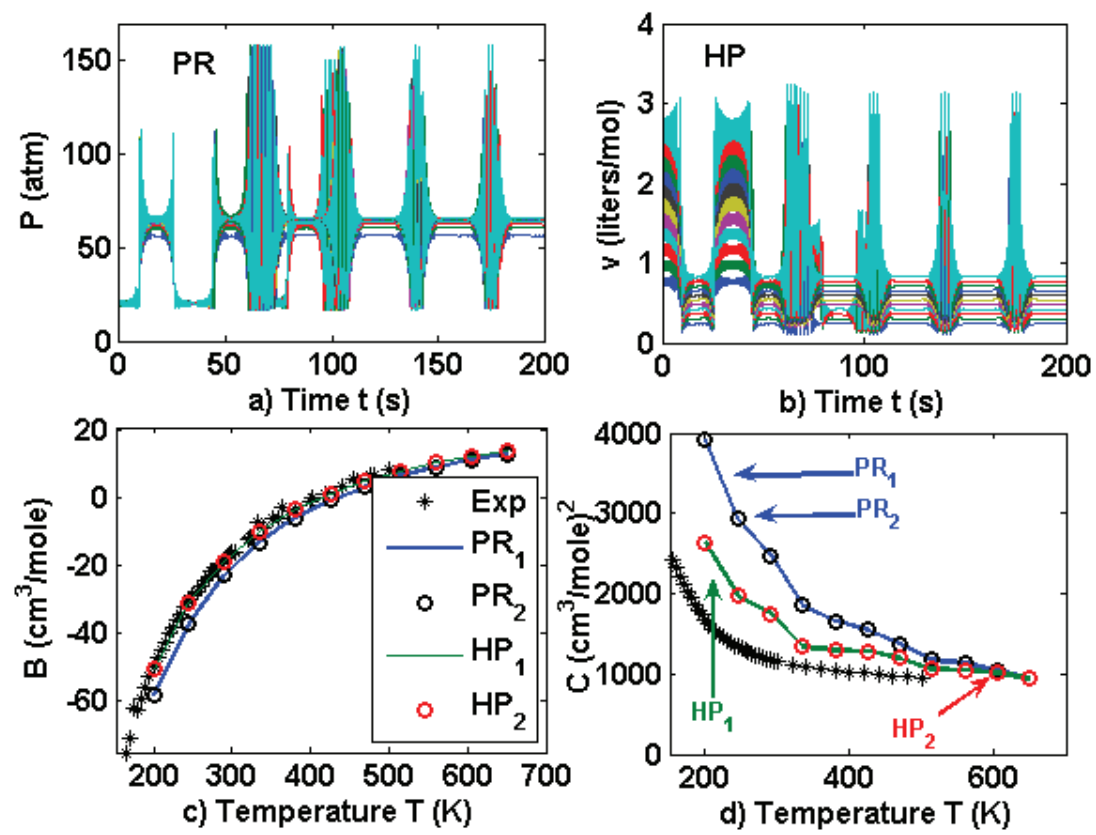 PR
P (atm)
150
100
50
0
0 50 100 150 200
a) Time t (s)
HP
v (liters/mol)
4
3
2
1
0
0 100 200
b) Time t (s)
B (cm³/mole)
20
0
-20
-40
-60
200 300 400 500 600 700
c) Temperature T (K)
Exp
PR₁
PR₂
HP₁
HP₂
C (cm³/mole)²
4000
3000
2000
1000
0
200 400 600
d) Temperature T (K)
PR₁
PR₂
HP₁
HP₂